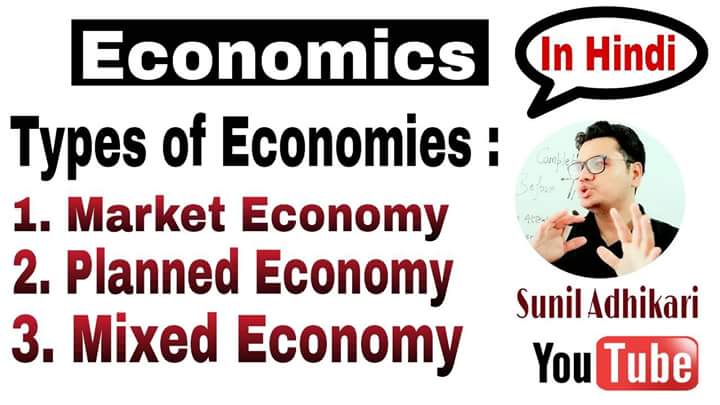 Economics
In Hindi
Types of Economies :
1. Market Economy
2. Planned Economy
3. Mixed Economy
Sunil Adhikari
YouTube